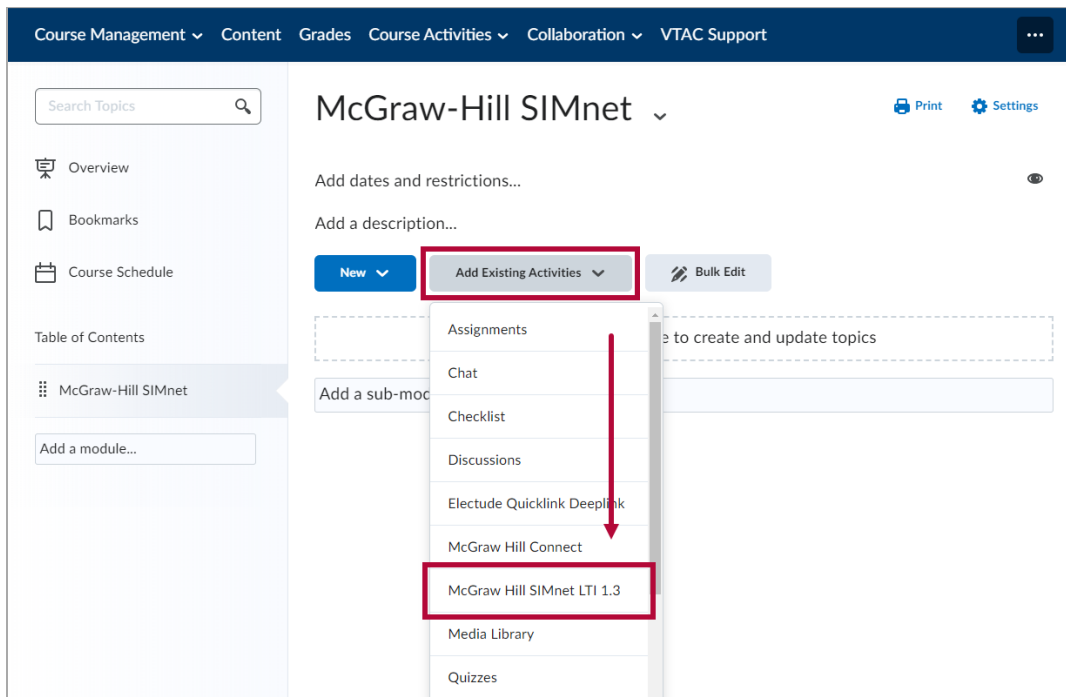 Course Management Content Grades Course Activities Collaboration VTAC Support
Search Topics
Overview
Bookmarks
Course Schedule
Table of Contents
McGraw-Hill SIMnet
Add a module...
McGraw-Hill SIMnet
Print Settings
Add dates and restrictions...
Add a description...
New Add Existing Activities Bulk Edit
e to create and update topics
Add a sub-mod
Assignments
Chat
Checklist
Discussions
Electude Quicklink Deeplink
McGraw Hill Connect
McGraw Hill SIMnet LTI 1.3
Media Library
Quizzes